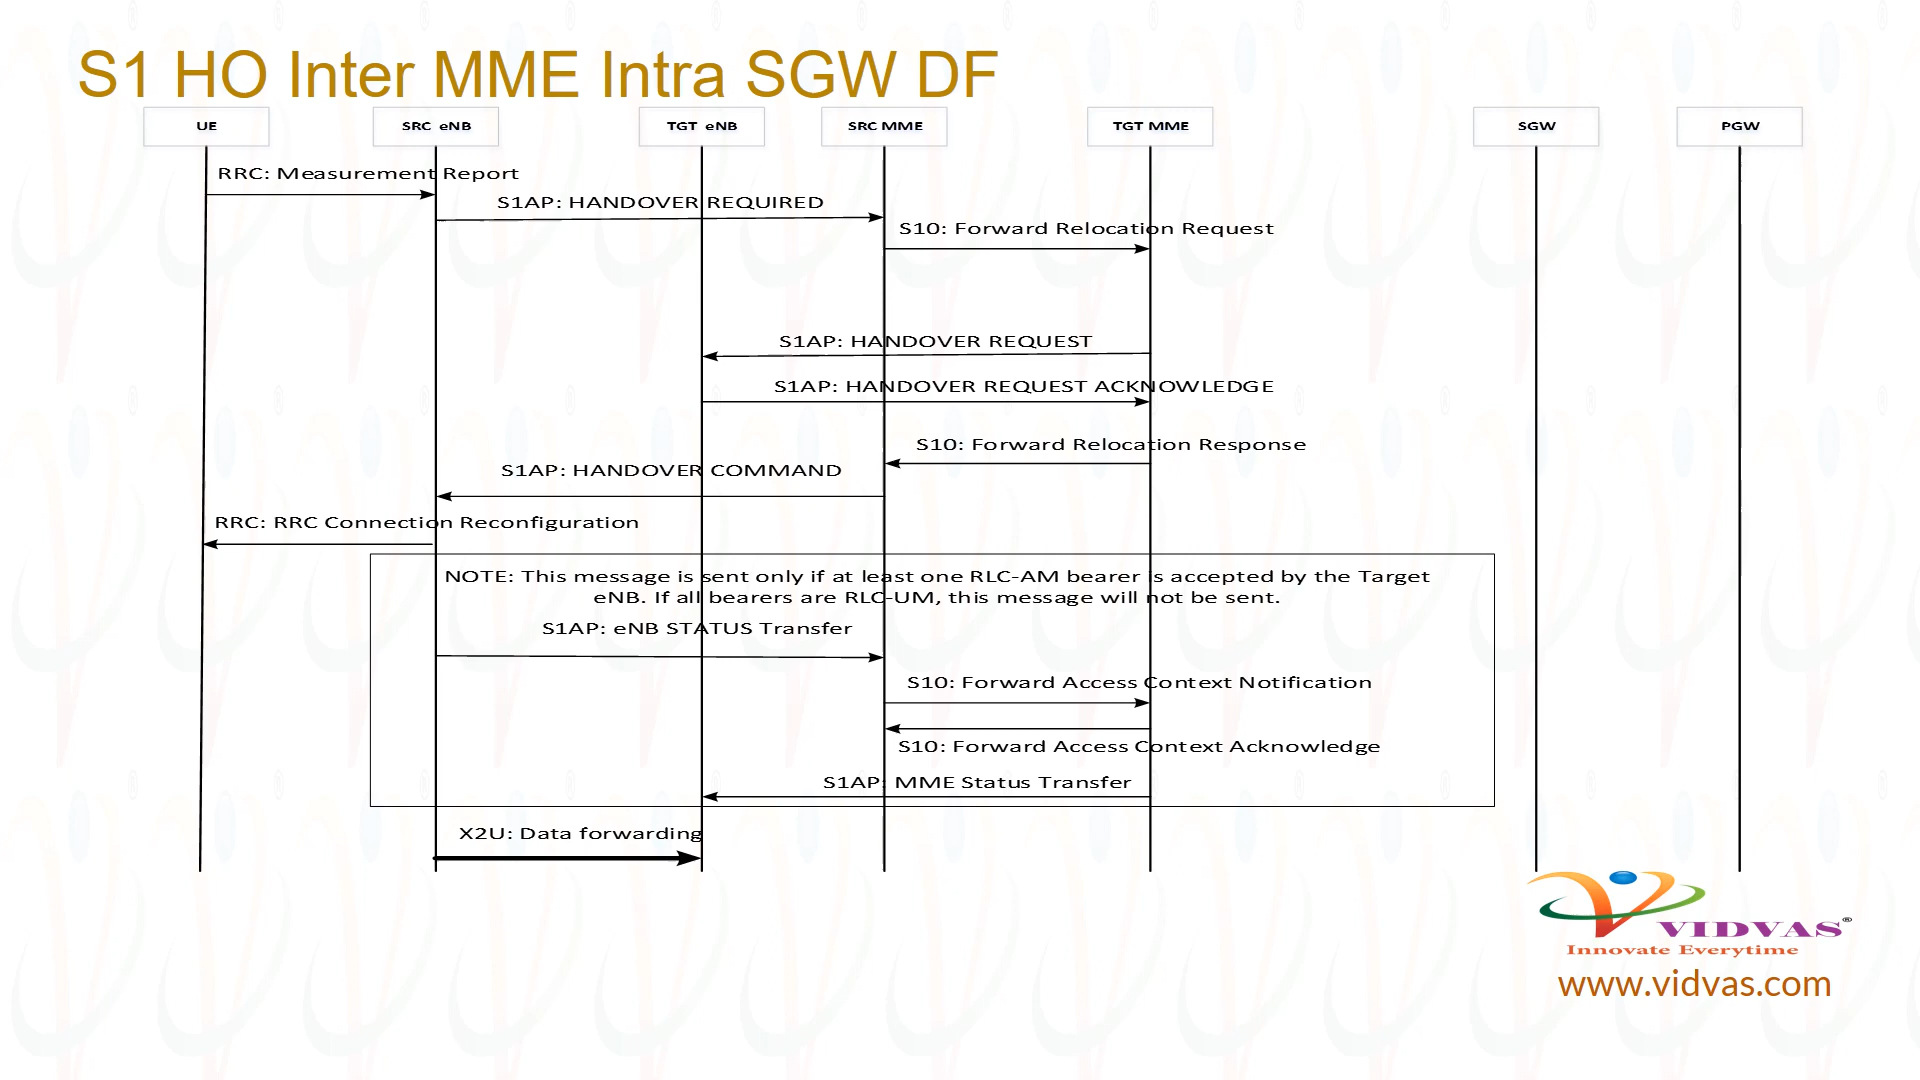 S1 HO Inter MME Intra SGW DF
UE
SRC eNB
TGT eNB
SRC MME
TGT MME
SGW
PGW
RRC: Measurement Report
S1AP: HANDOVER REQUIRED
S10: Forward Relocation Request
S1AP: HANDOVER REQUEST
S1AP: HANDOVER REQUEST ACKNOWLEDGE
S10: Forward Relocation Response
S1AP: HANDOVER COMMAND
RRC: RRC Connection Reconfiguration
NOTE: This message is sent only if at least one RLC-AM bearer is accepted by the Target
eNB. If all bearers are RLC-UM, this message will not be sent.
S1AP: eNB STATUS Transfer
S10: Forward Access Context Notification
S10: Forward Access Context Acknowledge
S1AP: MME Status Transfer
X2U: Data forwarding
VIDVAS®
Innovate Everytime
www.vidvas.com